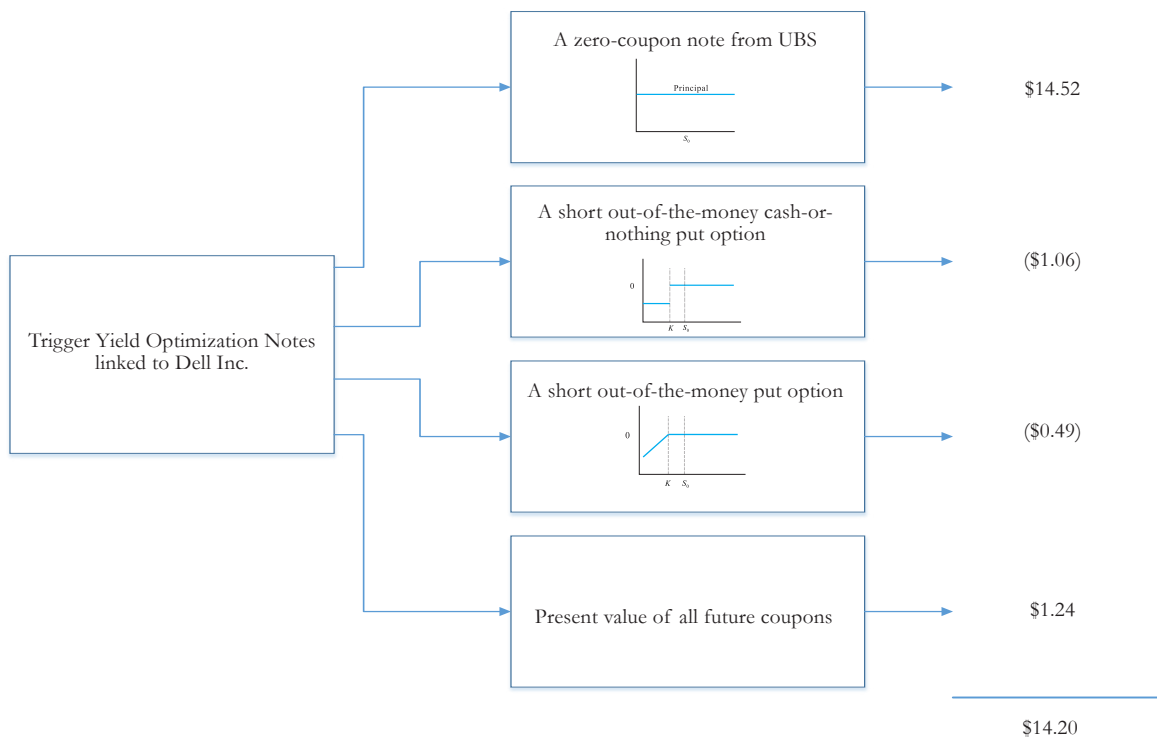 A zero-coupon note from UBS
Principal
S₀
$14.52
A short out-of-the-money cash-or-
nothing put option
0
K
S₀
($1.06)
Trigger Yield Optimization Notes
linked to Dell Inc.
A short out-of-the-money put option
0
K
S₀
($0.49)
Present value of all future coupons
$1.24
$14.20